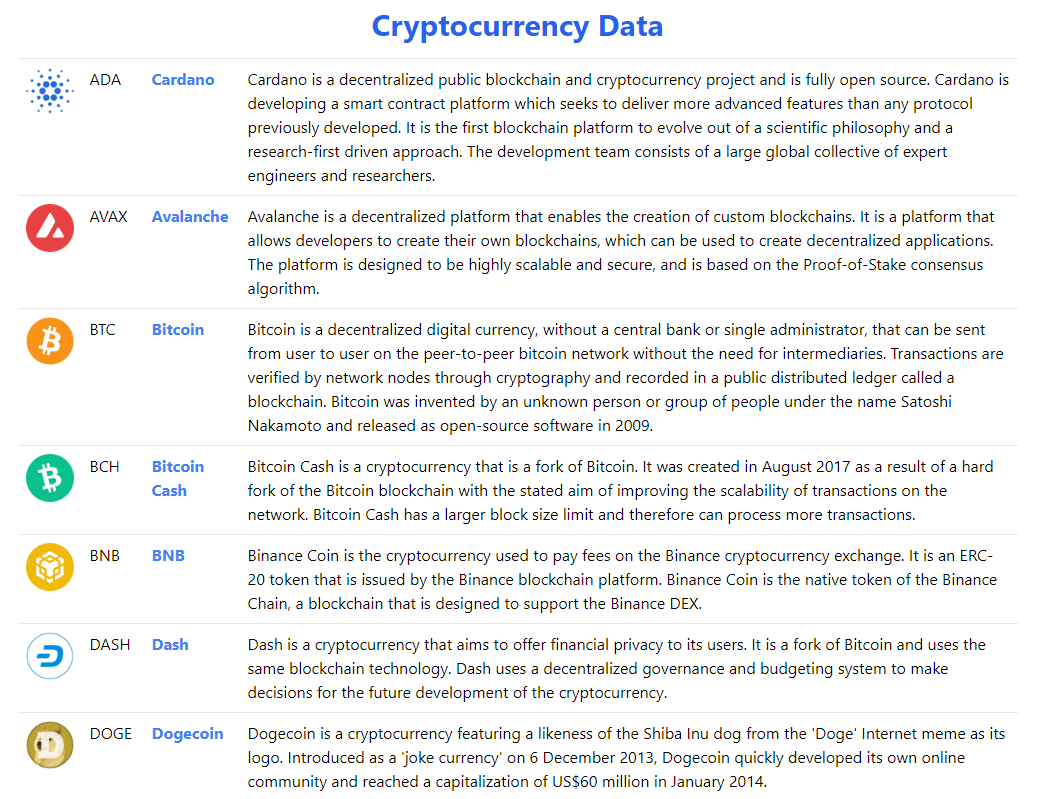 Cryptocurrency Data
ADA Cardano Cardano is a decentralized public blockchain and cryptocurrency project and is fully open source. Cardano is
developing a smart contract platform which seeks to deliver more advanced features than any protocol
previously developed. It is the first blockchain platform to evolve out of a scientific philosophy and a
research-first driven approach. The development team consists of a large global collective of expert
engineers and researchers.
AVAX Avalanche Avalanche is a decentralized platform that enables the creation of custom blockchains. It is a platform that
allows developers to create their own blockchains, which can be used to create decentralized applications.
The platform is designed to be highly scalable and secure, and is based on the Proof-of-Stake consensus
algorithm.
BTC Bitcoin Bitcoin is a decentralized digital currency, without a central bank or single administrator, that can be sent
from user to user on the peer-to-peer bitcoin network without the need for intermediaries. Transactions are
verified by network nodes through cryptography and recorded in a public distributed ledger called a
blockchain. Bitcoin was invented by an unknown person or group of people under the name Satoshi
Nakamoto and released as open-source software in 2009.
BCH Bitcoin Bitcoin Cash is a cryptocurrency that is a fork of Bitcoin. It was created in August 2017 as a result of a hard
Cash fork of the Bitcoin blockchain with the stated aim of improving the scalability of transactions on the
network. Bitcoin Cash has a larger block size limit and therefore can process more transactions.
BNB BNB Binance Coin is the cryptocurrency used to pay fees on the Binance cryptocurrency exchange. It is an ERC-
20 token that is issued by the Binance blockchain platform. Binance Coin is the native token of the Binance
Chain, a blockchain that is designed to support the Binance DEX.
DASH Dash Dash is a cryptocurrency that aims to offer financial privacy to its users. It is a fork of Bitcoin and uses the
same blockchain technology. Dash uses a decentralized governance and budgeting system to make
decisions for the future development of the cryptocurrency.
DOGE Dogecoin Dogecoin is a cryptocurrency featuring a likeness of the Shiba Inu dog from the 'Doge' Internet meme as its
logo. Introduced as a 'joke currency' on 6 December 2013, Dogecoin quickly developed its own online
community and reached a capitalization of US$60 million in January 2014.